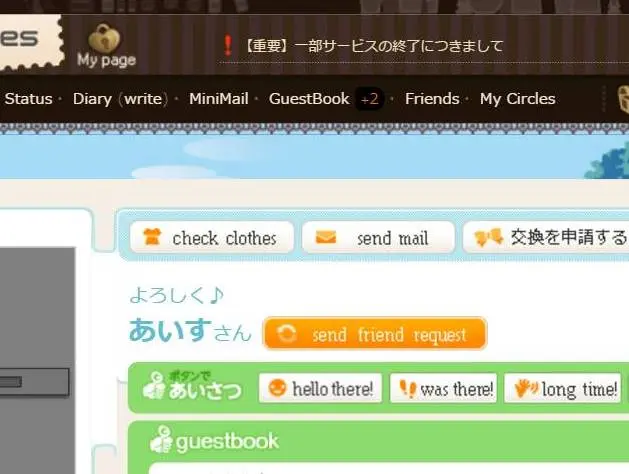 es
My page
【重要】一部サービスの終了につきまして
Status · Diary (write) · MiniMail · GuestBook +2 · Friends · My Circles
check clothes
send mail
交換を申請する
よろしく♪
あいすさん
send friend request
ボタンで
あいさつ
hello there!
was there!
long time!
guestbook